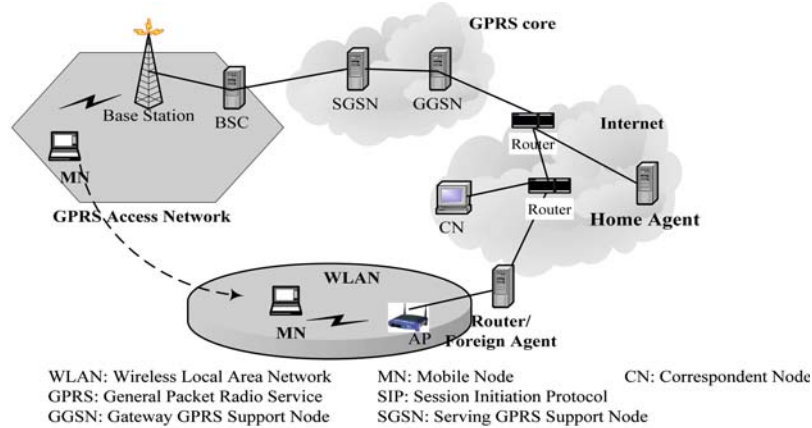 GPRS core
Base Station
BSC
SGSN
GGSN
Internet
Router
MN
GPRS Access Network
CN
Router
Home Agent
WLAN
MN
AP
Router/
Foreign Agent
WLAN: Wireless Local Area Network
MN: Mobile Node
CN: Correspondent Node
GPRS: General Packet Radio Service
SIP: Session Initiation Protocol
GGSN: Gateway GPRS Support Node
SGSN: Serving GPRS Support Node